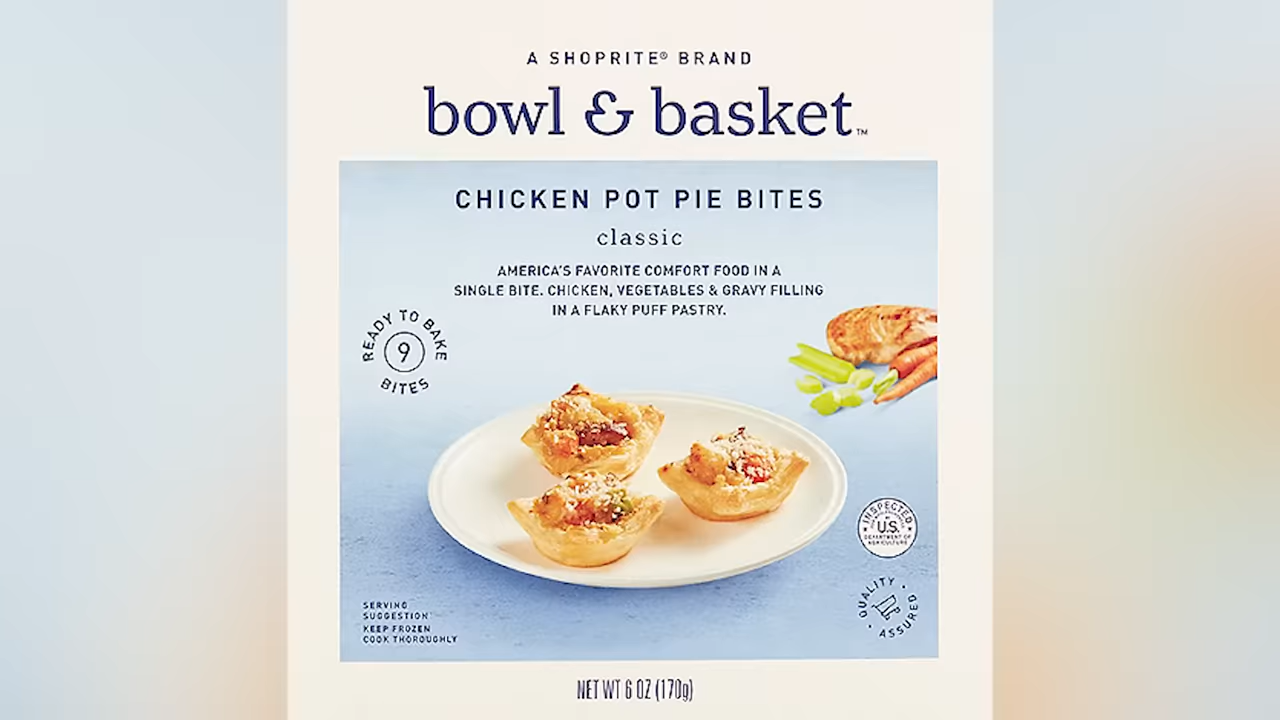 A SHOPRITE® BRAND
bowl & basket™
CHICKEN POT PIE BITES
classic
AMERICA'S FAVORITE COMFORT FOOD IN A
SINGLE BITE. CHICKEN, VEGETABLES & GRAVY FILLING
IN A FLAKY PUFF PASTRY.
READY TO BAKE
9
BITES
INSPECTED
U.S.
DEPARTMENT OF
AGRICULTURE
QUALITY
ASSURED
SERVING
SUGGESTION
KEEP FROZEN
COOK THOROUGHLY
NET WT 6 OZ (170g)